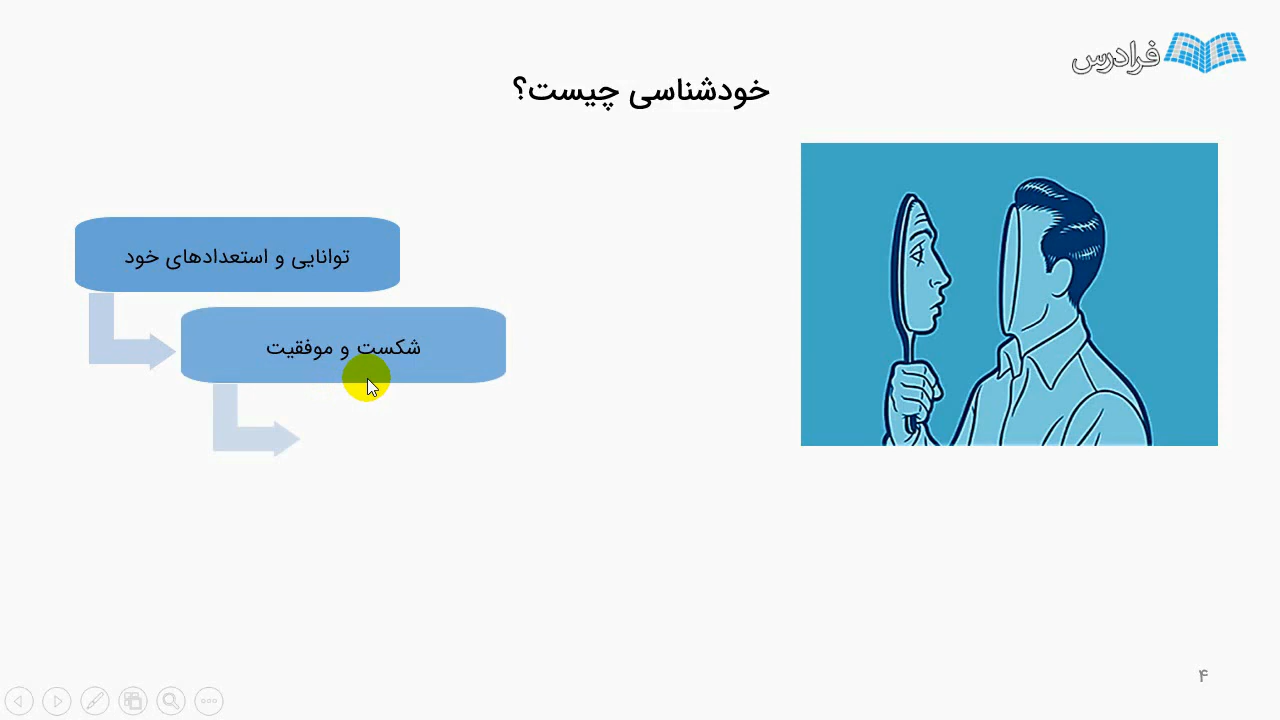 فرادرس
خودشناسی چیست؟
توانایی و استعدادهای خود
شکست و موفقیت
۴